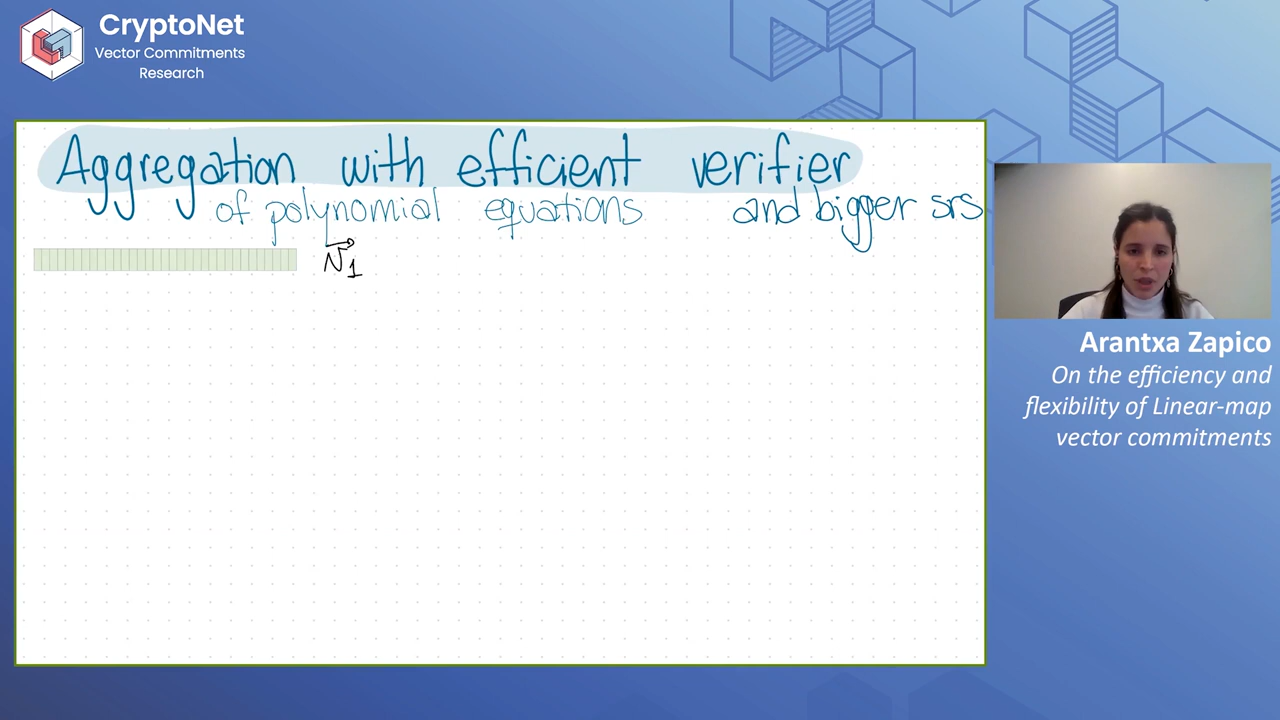 CryptoNet
Vector Commitments
Research
Aggregation with efficient verifier
of polynomial equations and bigger srs
v⃗1
Arantxa Zapico
On the efficiency and
flexibility of Linear-map
vector commitments